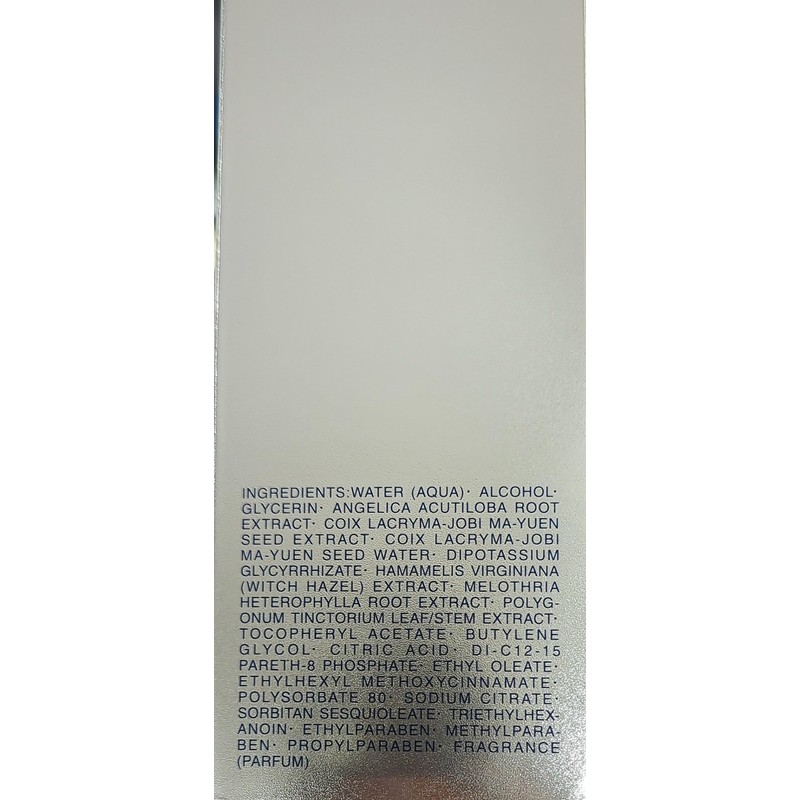 INGREDIENTS:WATER (AQUA)· ALCOHOL·
GLYCERIN· ANGELICA ACUTILOBA ROOT
EXTRACT· COIX LACRYMA-JOBI MA-YUEN
SEED EXTRACT· COIX LACRYMA-JOBI
MA-YUEN SEED WATER· DIPOTASSIUM
GLYCYRRHIZATE· HAMAMELIS VIRGINIANA
(WITCH HAZEL) EXTRACT· MELOTHRIA
HETEROPHYLLA ROOT EXTRACT· POLYG-
ONUM TINCTORIUM LEAF/STEM EXTRACT·
TOCOPHERYL ACETATE· BUTYLENE
GLYCOL· CITRIC ACID· DI-C12-15
PARETH-8 PHOSPHATE· ETHYL OLEATE·
ETHYLHEXYL METHOXYCINNAMATE·
POLYSORBATE 80· SODIUM CITRATE·
SORBITAN SESQUIOLEATE· TRIETHYLHEX-
ANOIN· ETHYLPARABEN· METHYLPARA-
BEN· PROPYLPARABEN· FRAGRANCE
(PARFUM)